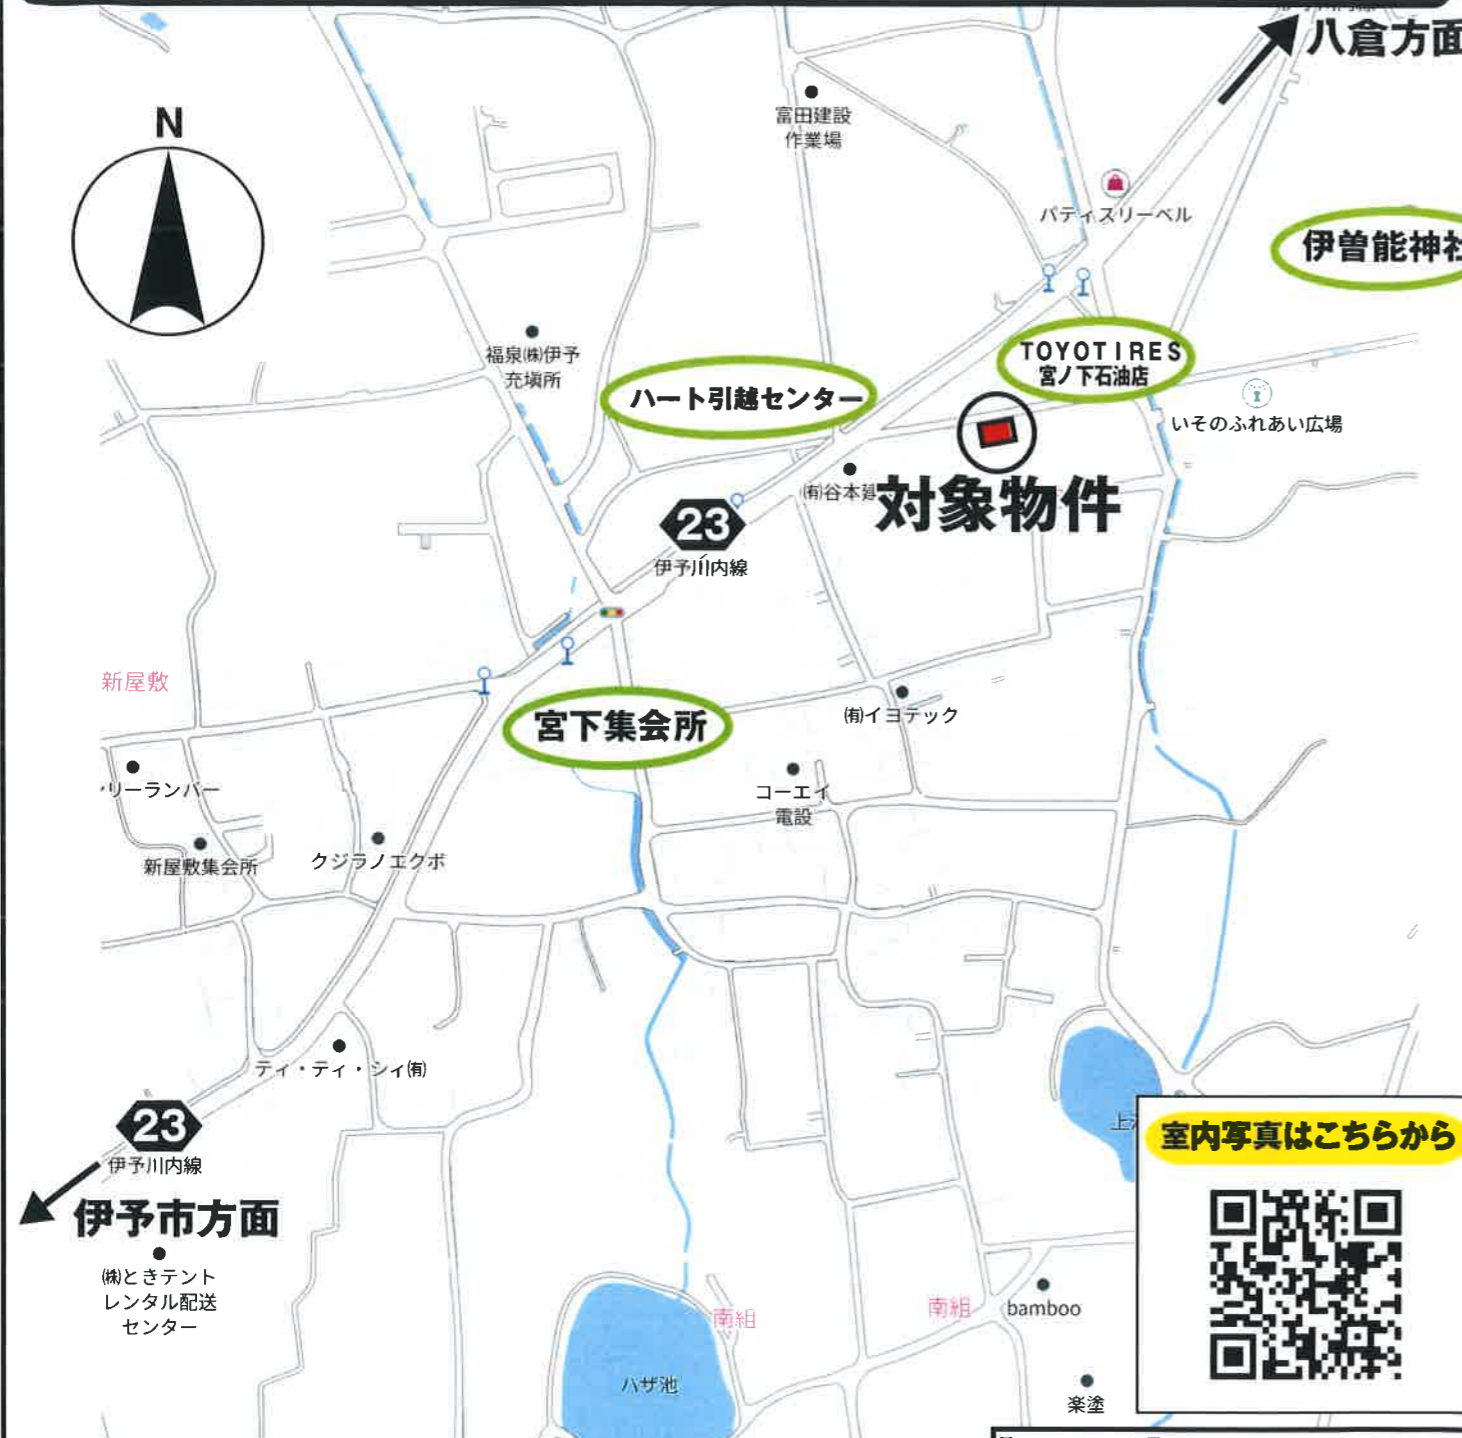 八倉方面
N
富田建設
作業場
パティスリーベル
伊曽能神社
福泉㈱伊予
充塡所
ハート引越センター
TOYOTIRES
宮ノ下石油店
いそのふれあい広場
㈲谷本建
対象物件
23
伊予川内線
新屋敷
宮下集会所
㈲イヨテック
リーランバー
コーエイ
電設
新屋敷集会所
クジラノエクボ
ティ・ティ・シィ㈲
23
伊予川内線
伊予市方面
㈱ときテント
レンタル配送
センター
上
室内写真はこちらから
南組
南組
bamboo
ハザ池
楽塗